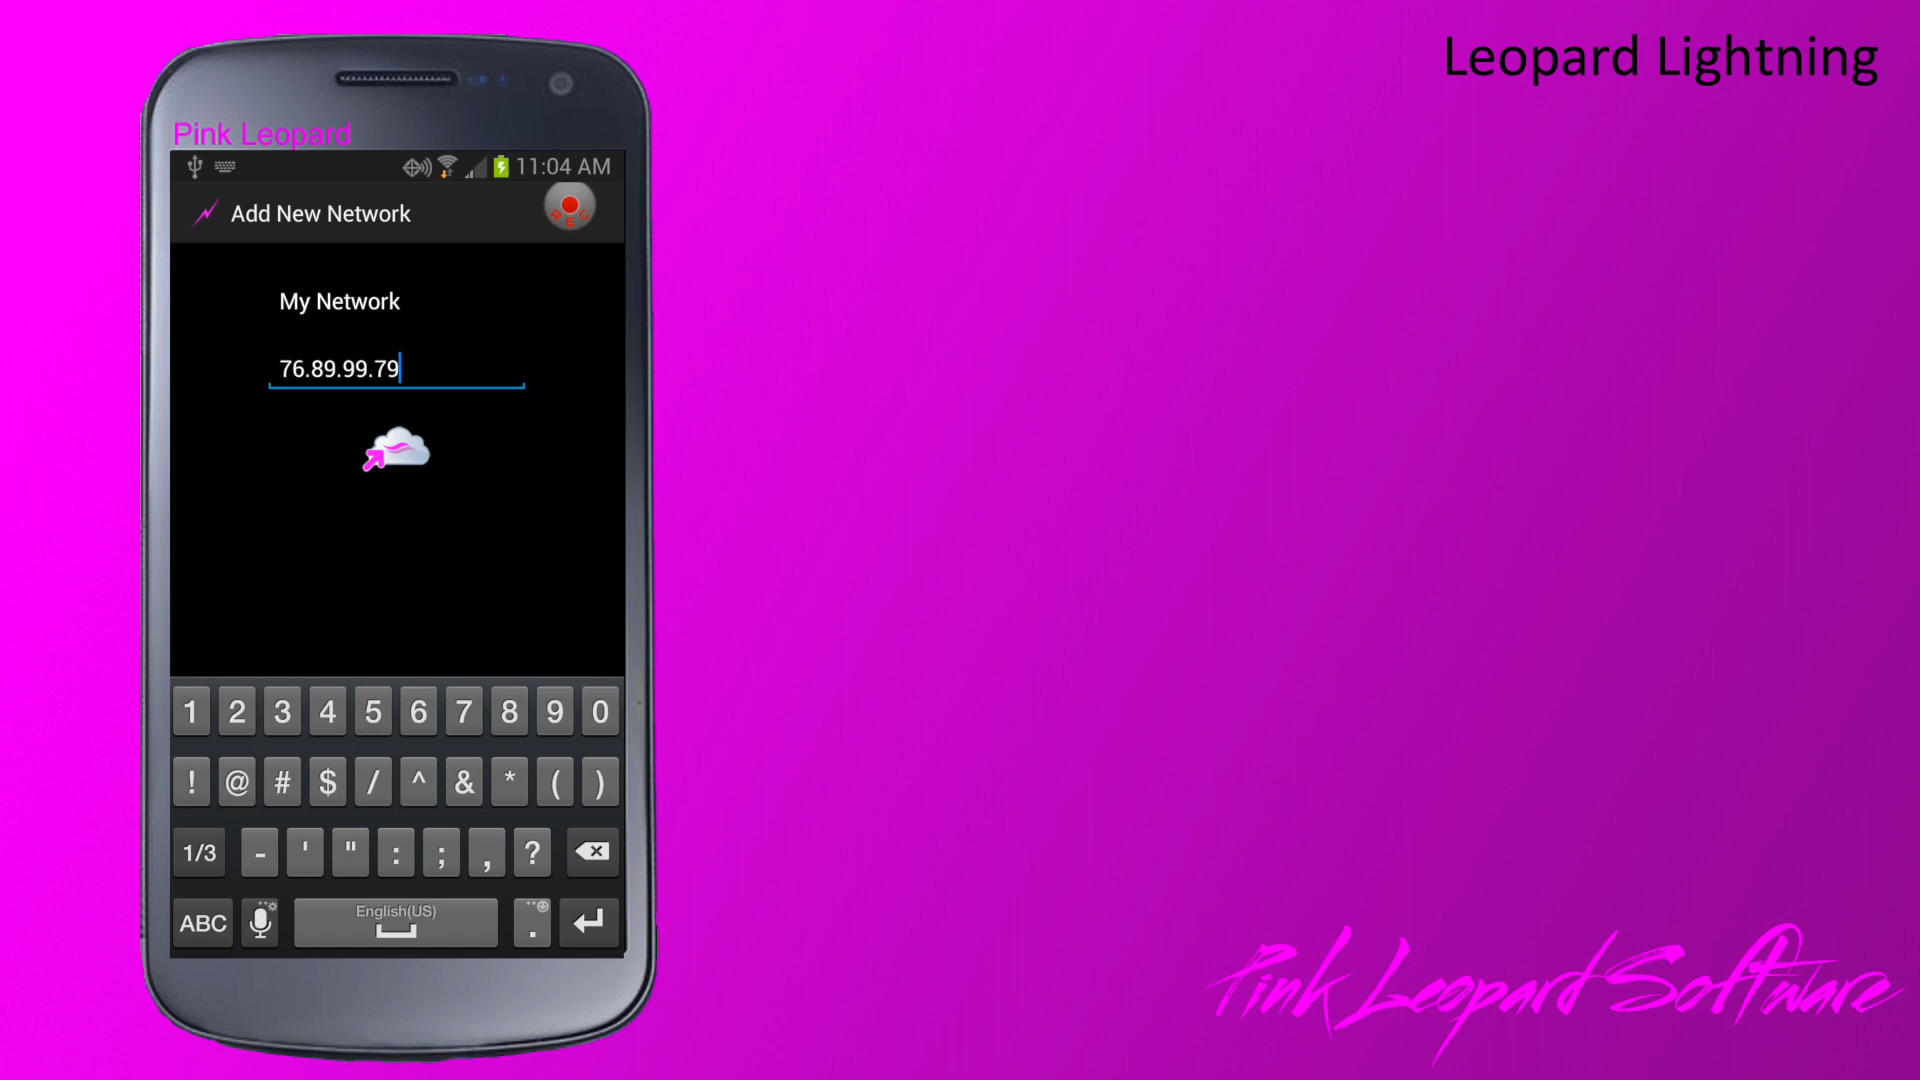 Leopard Lightning
Pink Leopard
11:04 AM
Add New Network
REC
My Network
76.89.99.79
1 2 3 4 5 6 7 8 9 0
! @ # $ / ^ & * ( )
1/3 - ' " : ; , ?
ABC English(US) .
Pink Leopard Software